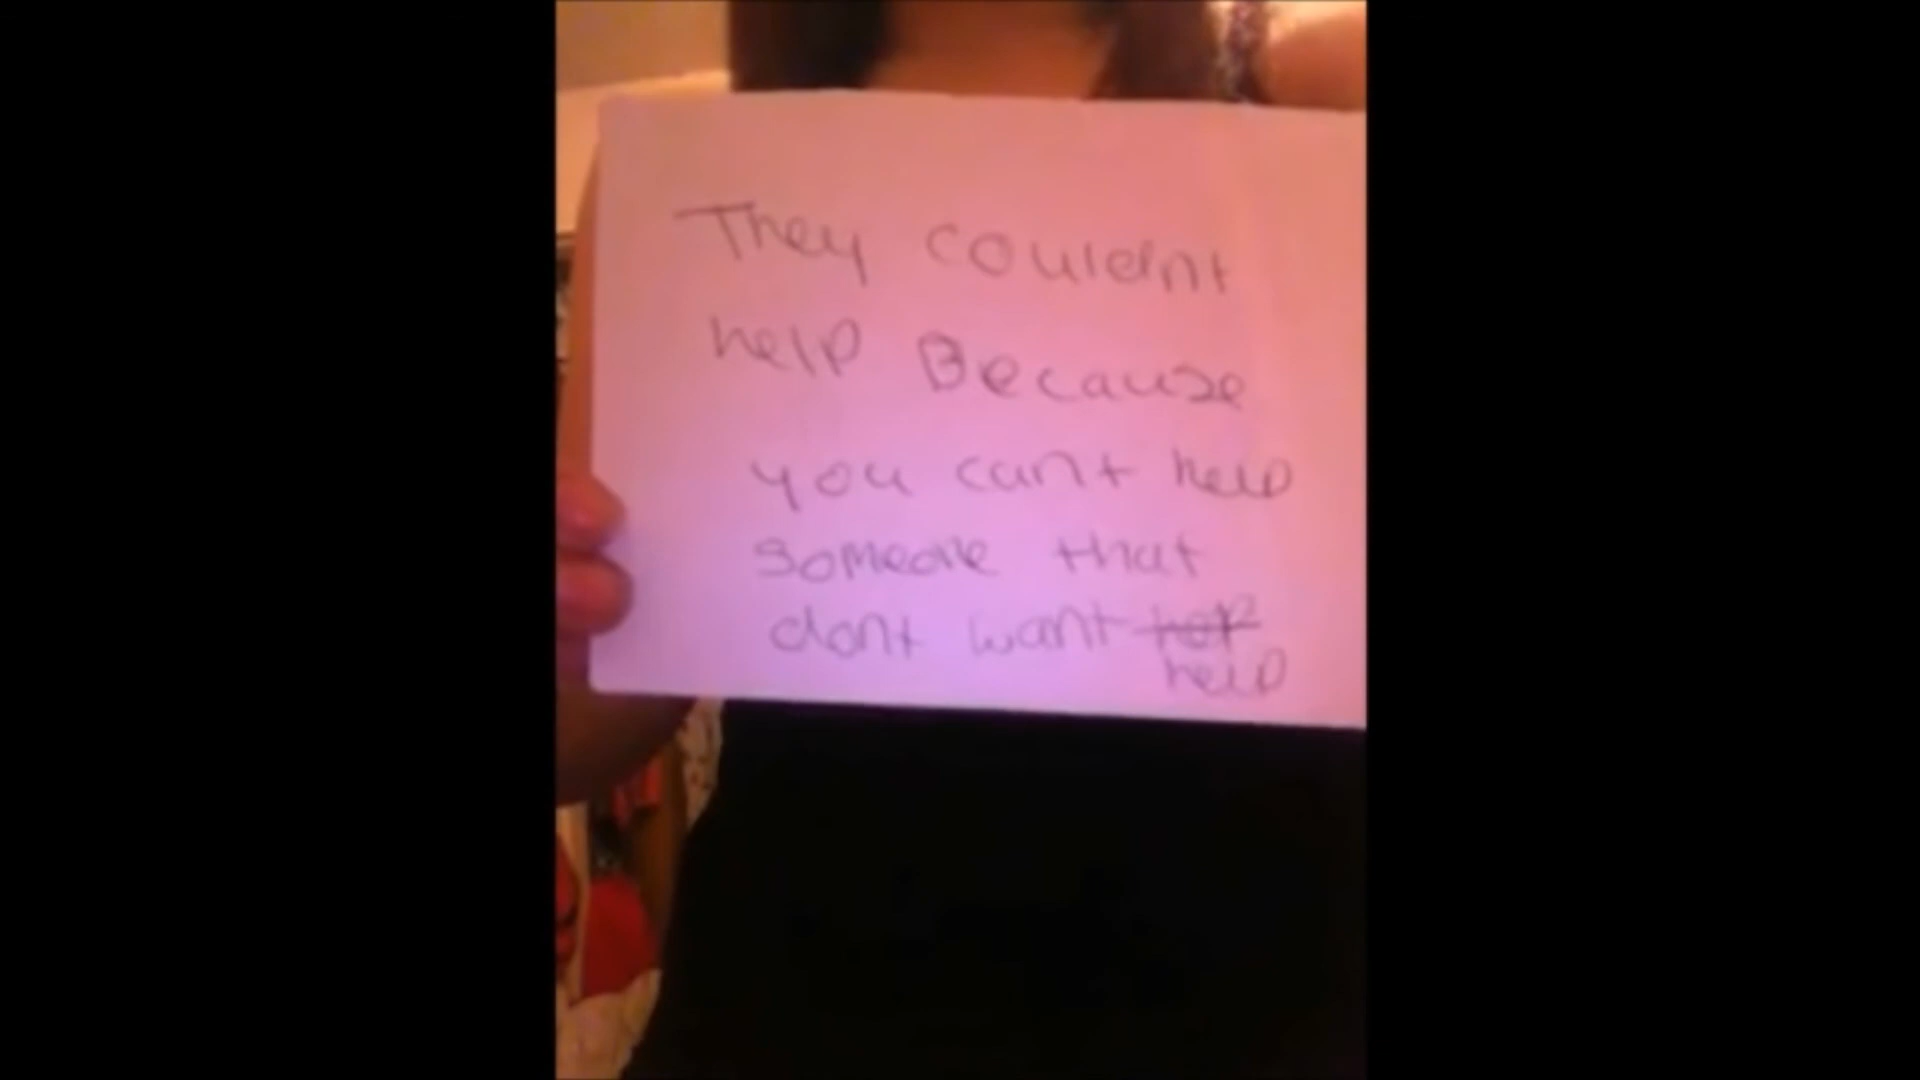 They couldnt
help Because
you cant help
someone that
dont want
help